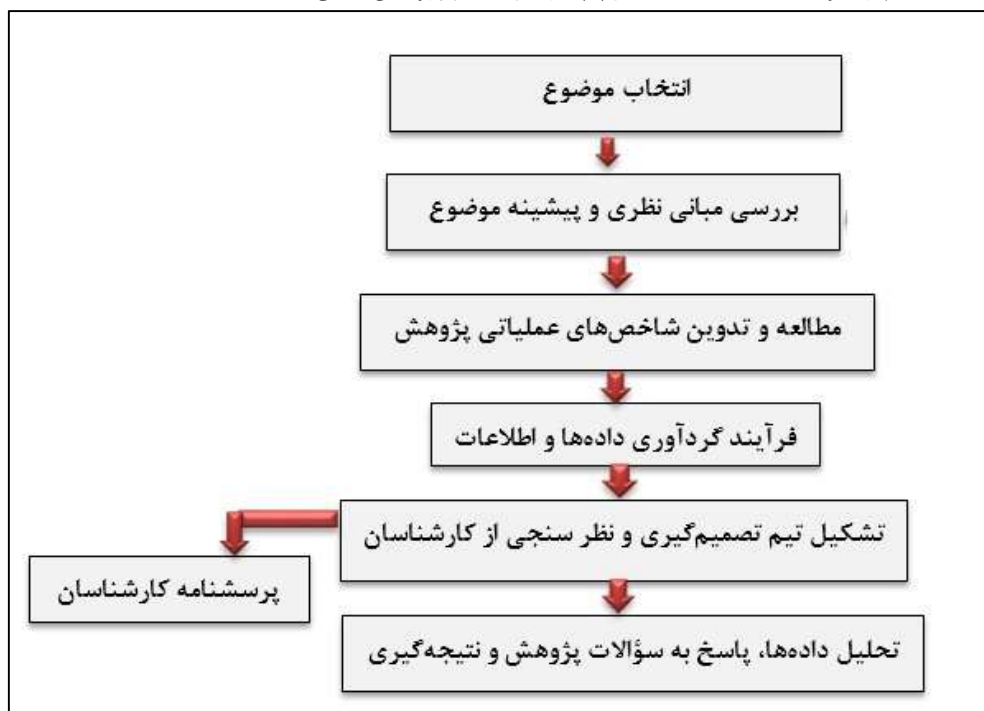 انتخاب موضوع
بررسی مبانی نظری و پیشینه موضوع
مطالعه و تدوین شاخص‌های عملیاتی پژوهش
فرآیند گردآوری داده‌ها و اطلاعات
تشکیل تیم تصمیم‌گیری و نظر سنجی از کارشناسان
پرسشنامه کارشناسان
تحلیل داده‌ها، پاسخ به سؤالات پژوهش و نتیجه‌گیری